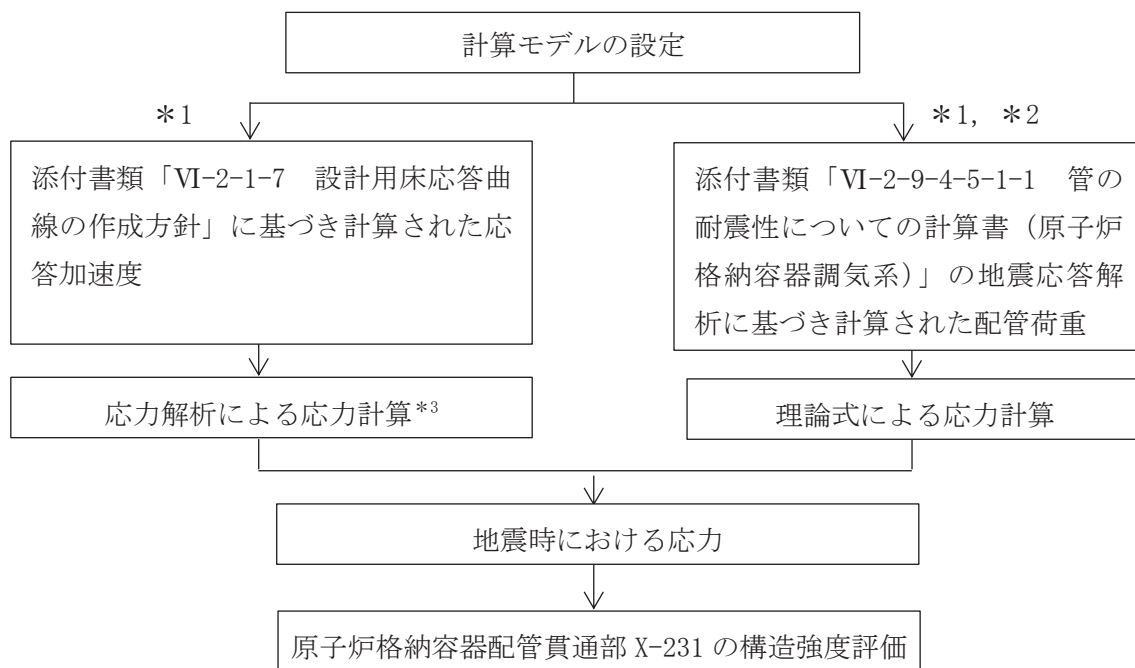 計算モデルの設定
*1
*1, *2
添付書類「Ⅵ-2-1-7 設計用床応答曲
線の作成方針」に基づき計算された応
答加速度
添付書類「Ⅵ-2-9-4-5-1-1 管の
耐震性についての計算書（原子炉
格納容器調気系）」の地震応答解
析に基づき計算された配管荷重
応力解析による応力計算*3
理論式による応力計算
地震時における応力
原子炉格納容器配管貫通部 X-231 の構造強度評価